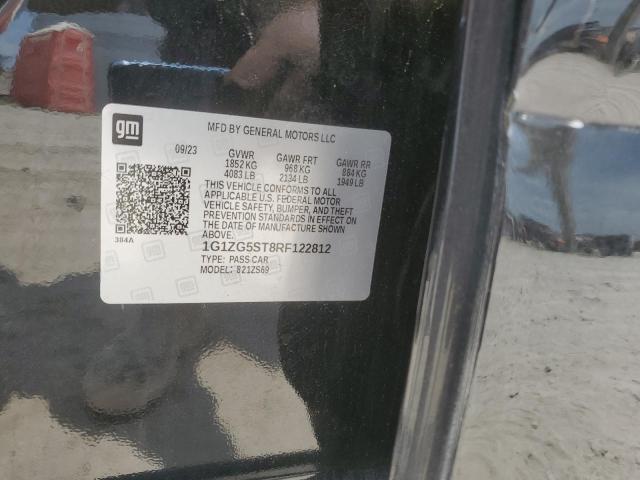 gm
MFD BY GENERAL MOTORS LLC
09/23 GVWR GAWR FRT GAWR RR
1852 KG 968 KG 884 KG
4083 LB 2134 LB 1949 LB
THIS VEHICLE CONFORMS TO ALL
APPLICABLE U.S. FEDERAL MOTOR
VEHICLE SAFETY, BUMPER, AND THEFT
PREVENTION STANDARDS IN EFFECT ON
THE DATE OF MANUFACTURE SHOWN
ABOVE.
384A
1G1ZG5ST8RF122812
TYPE: PASS CAR
MODEL: 821ZS69